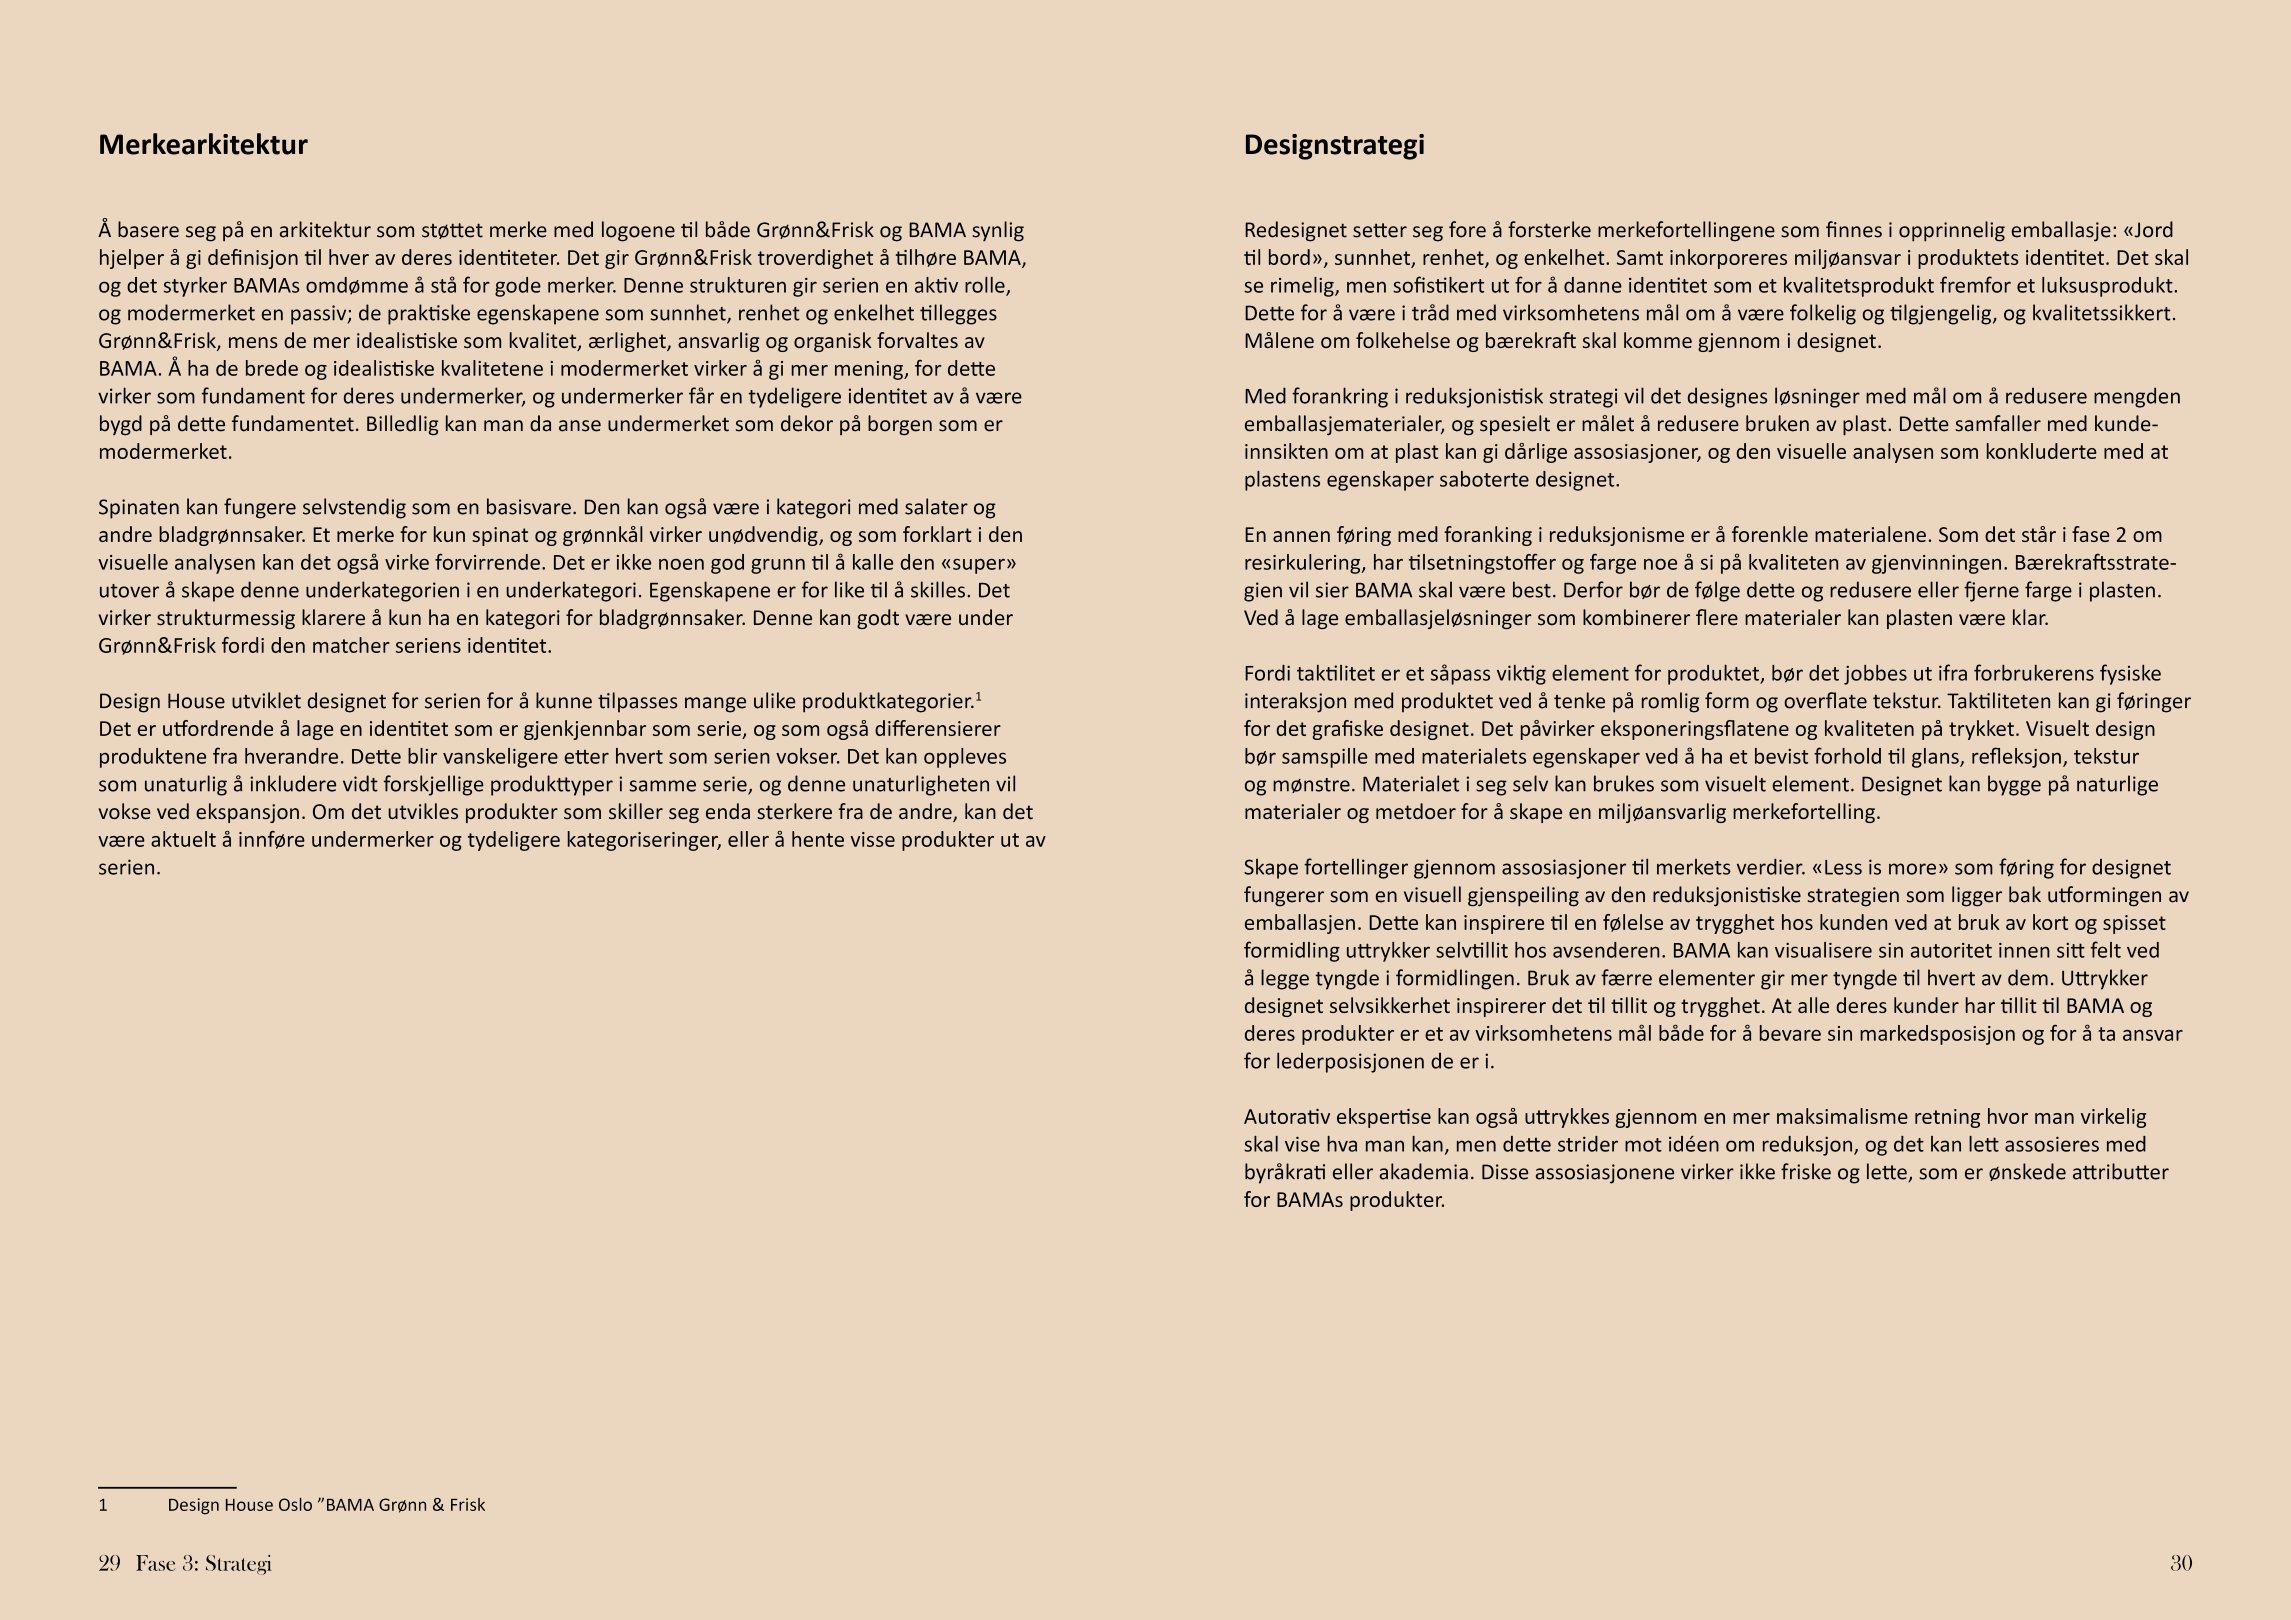 Merkearkitektur
Å basere seg på en arkitektur som støttet merke med logoene til både Grønn&Frisk og BAMA synlig
hjelper å gi definisjon til hver av deres identiteter. Det gir Grønn&Frisk troverdighet å tilhøre BAMA,
og det styrker BAMAs omdømme å stå for gode merker. Denne strukturen gir serien en aktiv rolle,
og modermerket en passiv; de praktiske egenskapene som sunnhet, renhet og enkelhet tillegges
Grønn&Frisk, mens de mer idealistiske som kvalitet, ærlighet, ansvarlig og organisk forvaltes av
BAMA. Å ha de brede og idealistiske kvalitetene i modermerket virker å gi mer mening, for dette
virker som fundament for deres undermerker, og undermerker får en tydeligere identitet av å være
bygd på dette fundamentet. Billedlig kan man da anse undermerket som dekor på borgen som er
modermerket.
Spinaten kan fungere selvstendig som en basisvare. Den kan også være i kategori med salater og
andre bladgrønnsaker. Et merke for kun spinat og grønnkål virker unødvendig, og som forklart i den
visuelle analysen kan det også virke forvirrende. Det er ikke noen god grunn til å kalle den «super»
utover å skape denne underkategorien i en underkategori. Egenskapene er for like til å skilles. Det
virker strukturmessig klarere å kun ha en kategori for bladgrønnsaker. Denne kan godt være under
Grønn&Frisk fordi den matcher seriens identitet.
Design House utviklet designet for serien for å kunne tilpasses mange ulike produktkategorier.1
Det er utfordrende å lage en identitet som er gjenkjennbar som serie, og som også differensierer
produktene fra hverandre. Dette blir vanskeligere etter hvert som serien vokser. Det kan oppleves
som unaturlig å inkludere vidt forskjellige produkttyper i samme serie, og denne unaturligheten vil
vokse ved ekspansjon. Om det utvikles produkter som skiller seg enda sterkere fra de andre, kan det
være aktuelt å innføre undermerker og tydeligere kategoriseringer, eller å hente visse produkter ut av
serien.
1 Design House Oslo ”BAMA Grønn & Frisk
29 Fase 3: Strategi
Designstrategi
Redesignet setter seg fore å forsterke merkefortellingene som finnes i opprinnelig emballasje: «Jord
til bord», sunnhet, renhet, og enkelhet. Samt inkorporeres miljøansvar i produktets identitet. Det skal
se rimelig, men sofistikert ut for å danne identitet som et kvalitetsprodukt fremfor et luksusprodukt.
Dette for å være i tråd med virksomhetens mål om å være folkelig og tilgjengelig, og kvalitetssikkert.
Målene om folkehelse og bærekraft skal komme gjennom i designet.
Med forankring i reduksjonistisk strategi vil det designes løsninger med mål om å redusere mengden
emballasjematerialer, og spesielt er målet å redusere bruken av plast. Dette samfaller med kunde-
innsikten om at plast kan gi dårlige assosiasjoner, og den visuelle analysen som konkluderte med at
plastens egenskaper saboterte designet.
En annen føring med foranking i reduksjonisme er å forenkle materialene. Som det står i fase 2 om
resirkulering, har tilsetningstoffer og farge noe å si på kvaliteten av gjenvinningen. Bærekraftsstrate-
gien vil sier BAMA skal være best. Derfor bør de følge dette og redusere eller fjerne farge i plasten.
Ved å lage emballasjeløsninger som kombinerer flere materialer kan plasten være klar.
Fordi taktilitet er et såpass viktig element for produktet, bør det jobbes ut ifra forbrukerens fysiske
interaksjon med produktet ved å tenke på romlig form og overflate tekstur. Taktiliteten kan gi føringer
for det grafiske designet. Det påvirker eksponeringsflatene og kvaliteten på trykket. Visuelt design
bør samspille med materialets egenskaper ved å ha et bevist forhold til glans, refleksjon, tekstur
og mønstre. Materialet i seg selv kan brukes som visuelt element. Designet kan bygge på naturlige
materialer og metdoer for å skape en miljøansvarlig merkefortelling.
Skape fortellinger gjennom assosiasjoner til merkets verdier. «Less is more» som føring for designet
fungerer som en visuell gjenspeiling av den reduksjonistiske strategien som ligger bak utformingen av
emballasjen. Dette kan inspirere til en følelse av trygghet hos kunden ved at bruk av kort og spisset
formidling uttrykker selvtillit hos avsenderen. BAMA kan visualisere sin autoritet innen sitt felt ved
å legge tyngde i formidlingen. Bruk av færre elementer gir mer tyngde til hvert av dem. Uttrykker
designet selvsikkerhet inspirerer det til tillit og trygghet. At alle deres kunder har tillit til BAMA og
deres produkter er et av virksomhetens mål både for å bevare sin markedsposisjon og for å ta ansvar
for lederposisjonen de er i.
Autorativ ekspertise kan også uttrykkes gjennom en mer maksimalisme retning hvor man virkelig
skal vise hva man kan, men dette strider mot idéen om reduksjon, og det kan lett assosieres med
byråkrati eller akademia. Disse assosiasjonene virker ikke friske og lette, som er ønskede attributter
for BAMAs produkter.
30